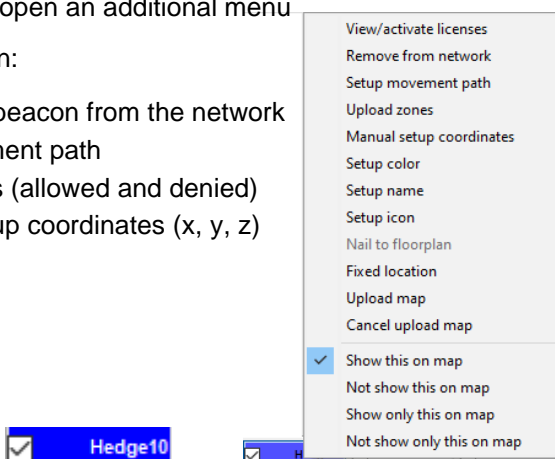 open an additional menu
n:
beacon from the network
ment path
s (allowed and denied)
up coordinates (x, y, z)
View/activate licenses
Remove from network
Setup movement path
Upload zones
Manual setup coordinates
Setup color
Setup name
Setup icon
Nail to floorplan
Fixed location
Upload map
Cancel upload map
Show this on map
Not show this on map
Show only this on map
Not show only this on map
Hedge10
H